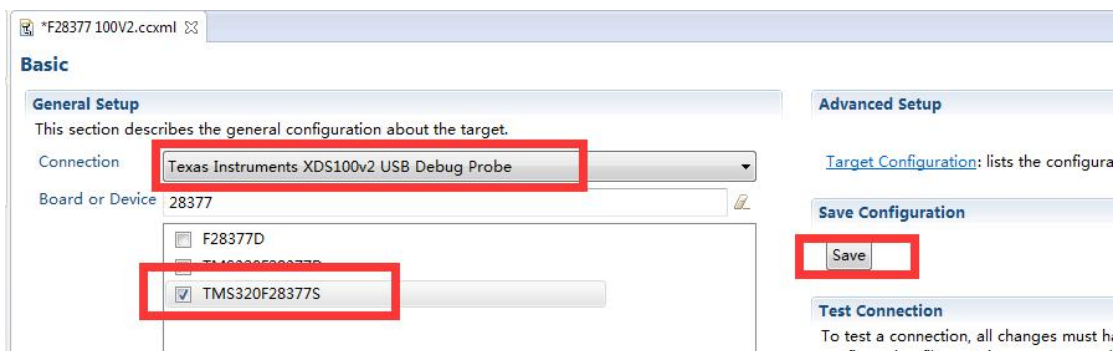 *F28377 100V2.ccxml
Basic
General Setup
This section describes the general configuration about the target.
Connection
Texas Instruments XDS100v2 USB Debug Probe
Board or Device
28377
F28377D
TMS320F28377D
TMS320F28377S
Advanced Setup
Target Configuration: lists the configura
Save Configuration
Save
Test Connection
To test a connection, all changes must ha